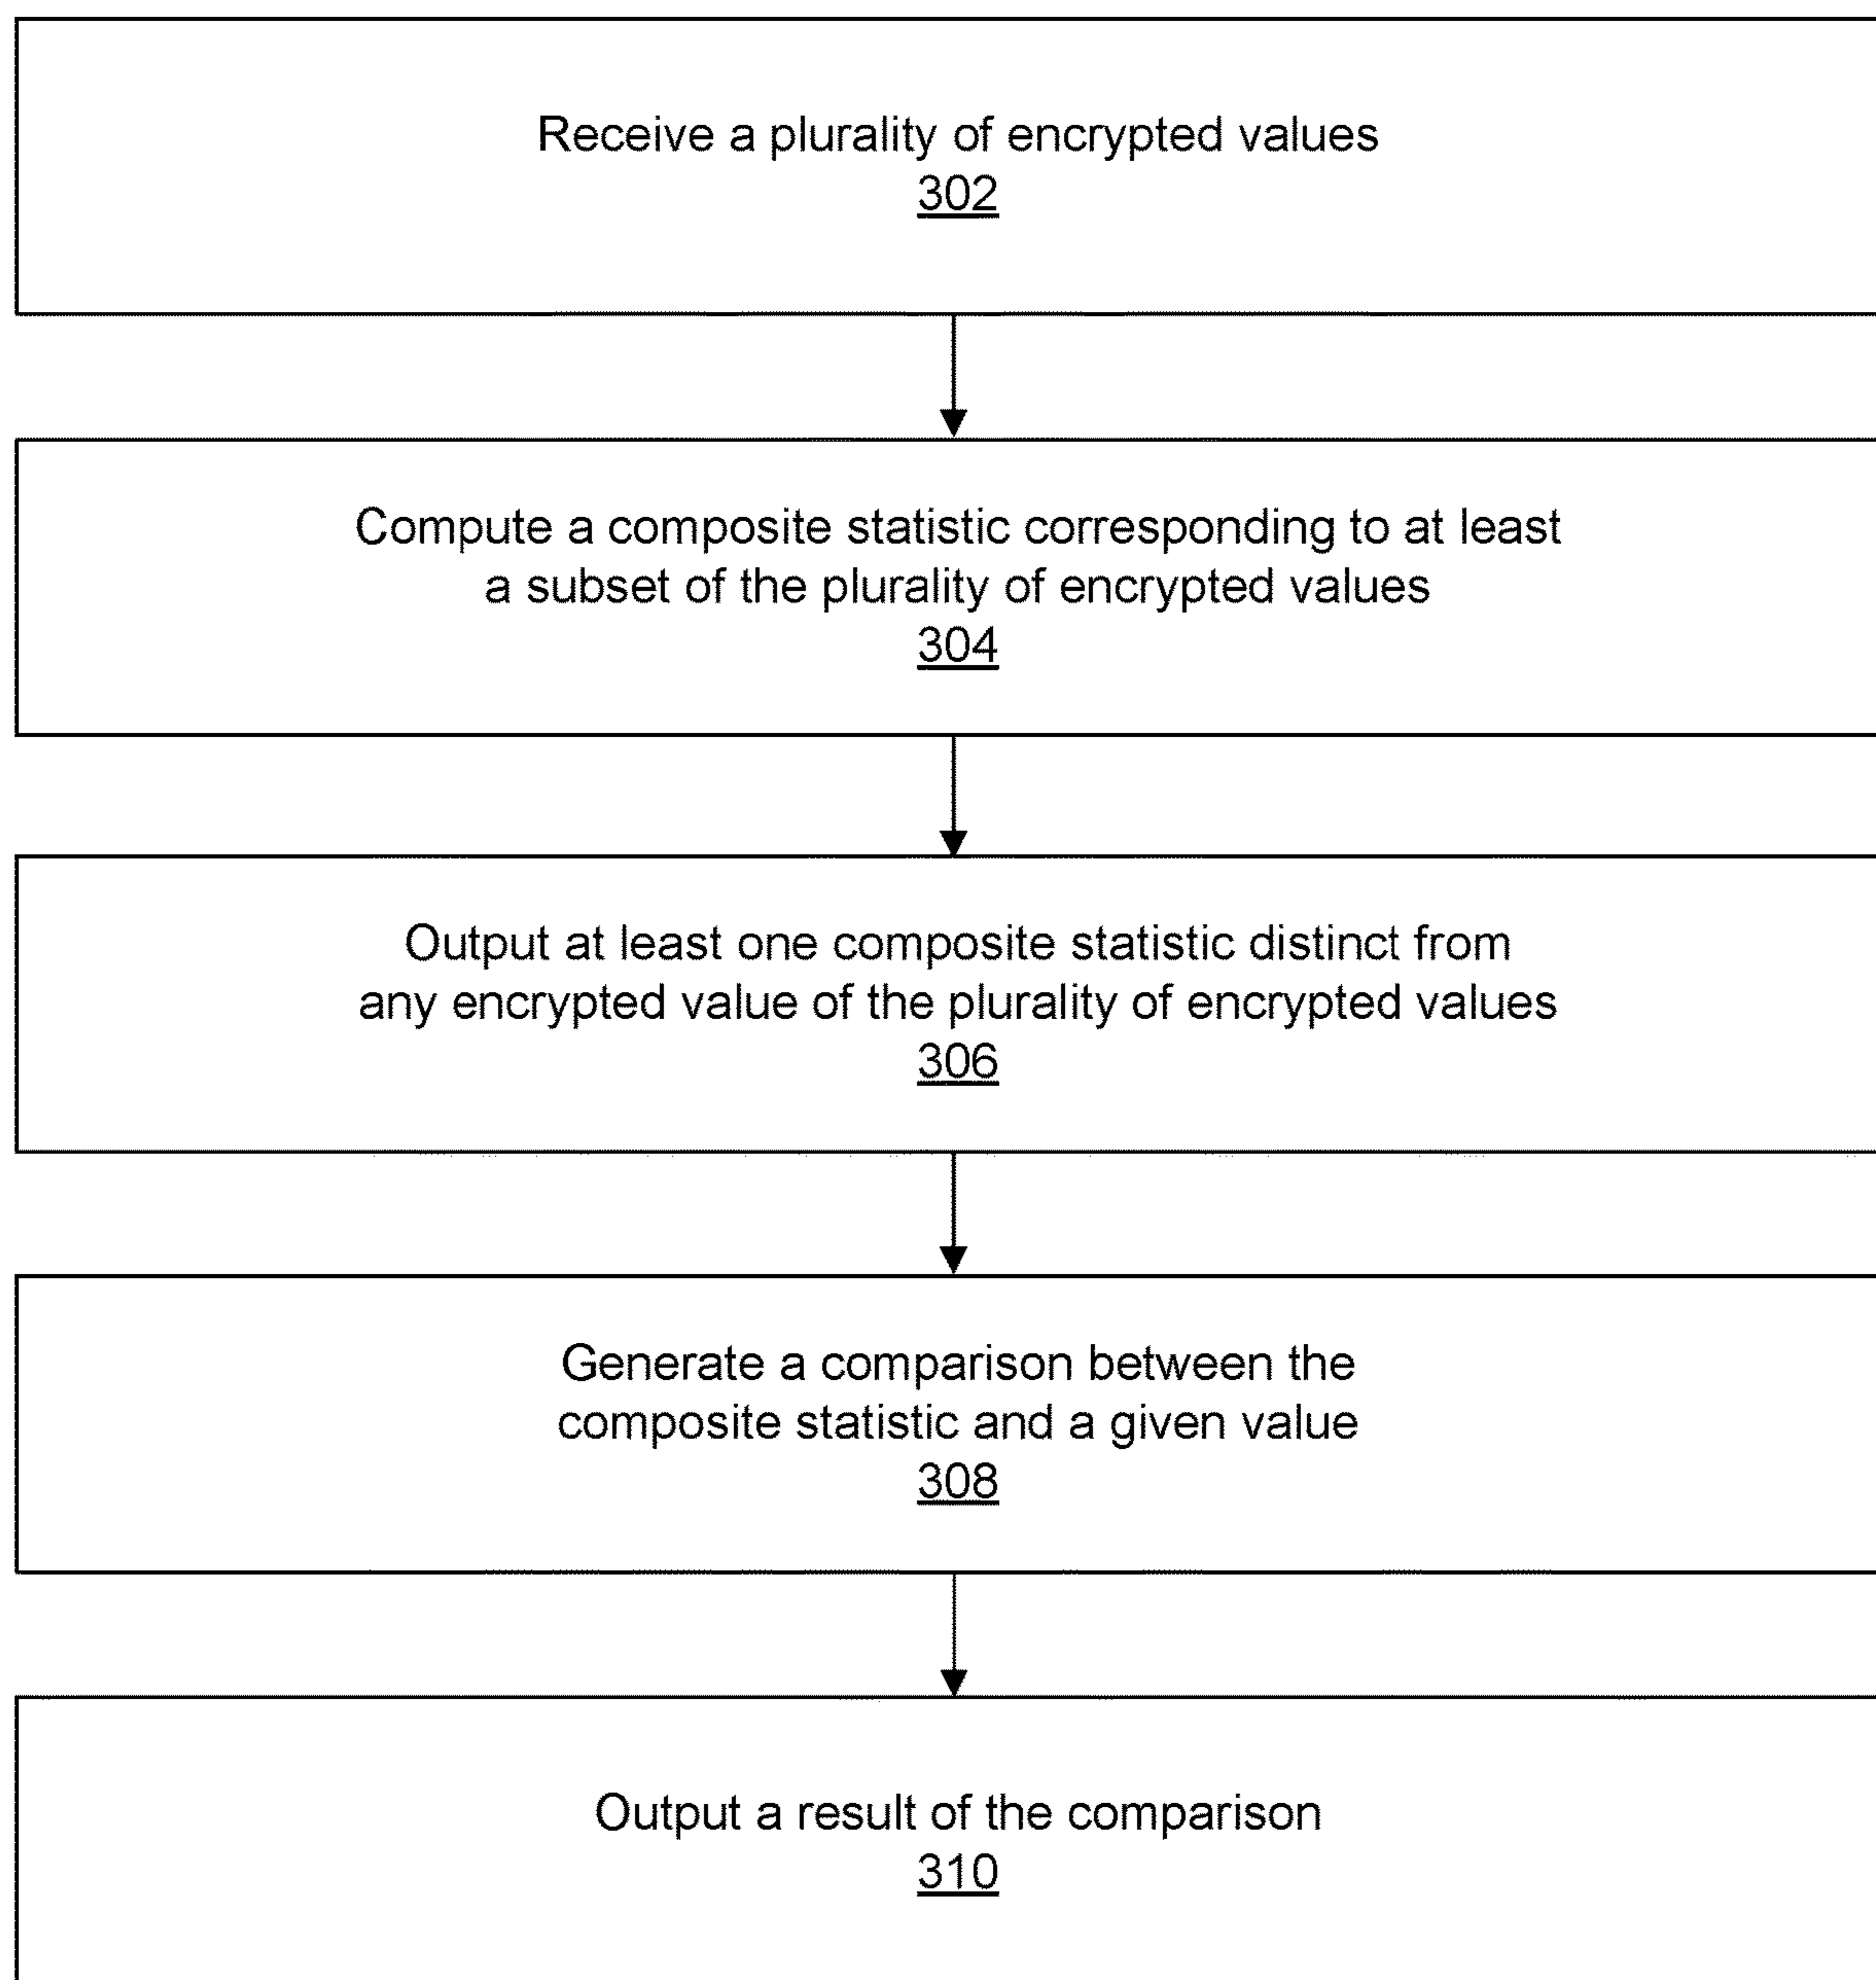 Receive a plurality of encrypted values
302
Compute a composite statistic corresponding to at least
a subset of the plurality of encrypted values
304
Output at least one composite statistic distinct from
any encrypted value of the plurality of encrypted values
306
Generate a comparison between the
composite statistic and a given value
308
Output a result of the comparison
310